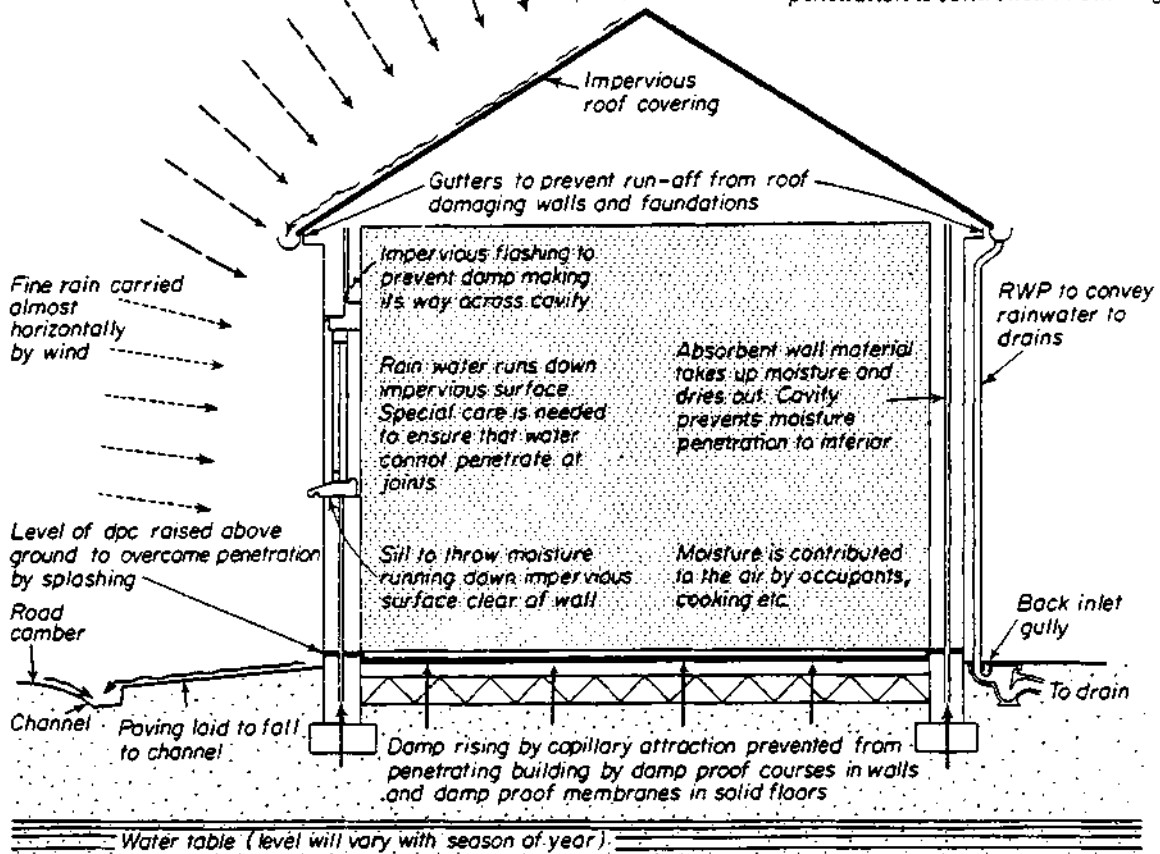 Impervious
roof covering
Gutters to prevent run-off from roof
damaging walls and foundations
Impervious flashing to
prevent damp making
its way across cavity
Fine rain carried
almost
horizontally
by wind
RWP to convey
rainwater to
drains
Rain water runs down
impervious surface.
Special care is needed
to ensure that water
cannot penetrate at
joints
Absorbent wall material
takes up moisture and
dries out. Cavity
prevents moisture
penetration to interior
Level of dpc raised above
ground to overcome penetration
by splashing
Sill to throw moisture
running down impervious
surface clear of wall
Moisture is contributed
to the air by occupants,
cooking etc.
Road
camber
Back inlet
gully
To drain
Channel
Paving laid to fall
to channel
Damp rising by capillary attraction prevented from
penetrating building by damp proof courses in walls
and damp proof membranes in solid floors
Water table (level will vary with season of year)